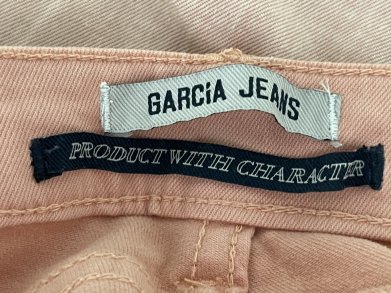 GARCIA JEANS
PRODUCT WITH CHARACTER